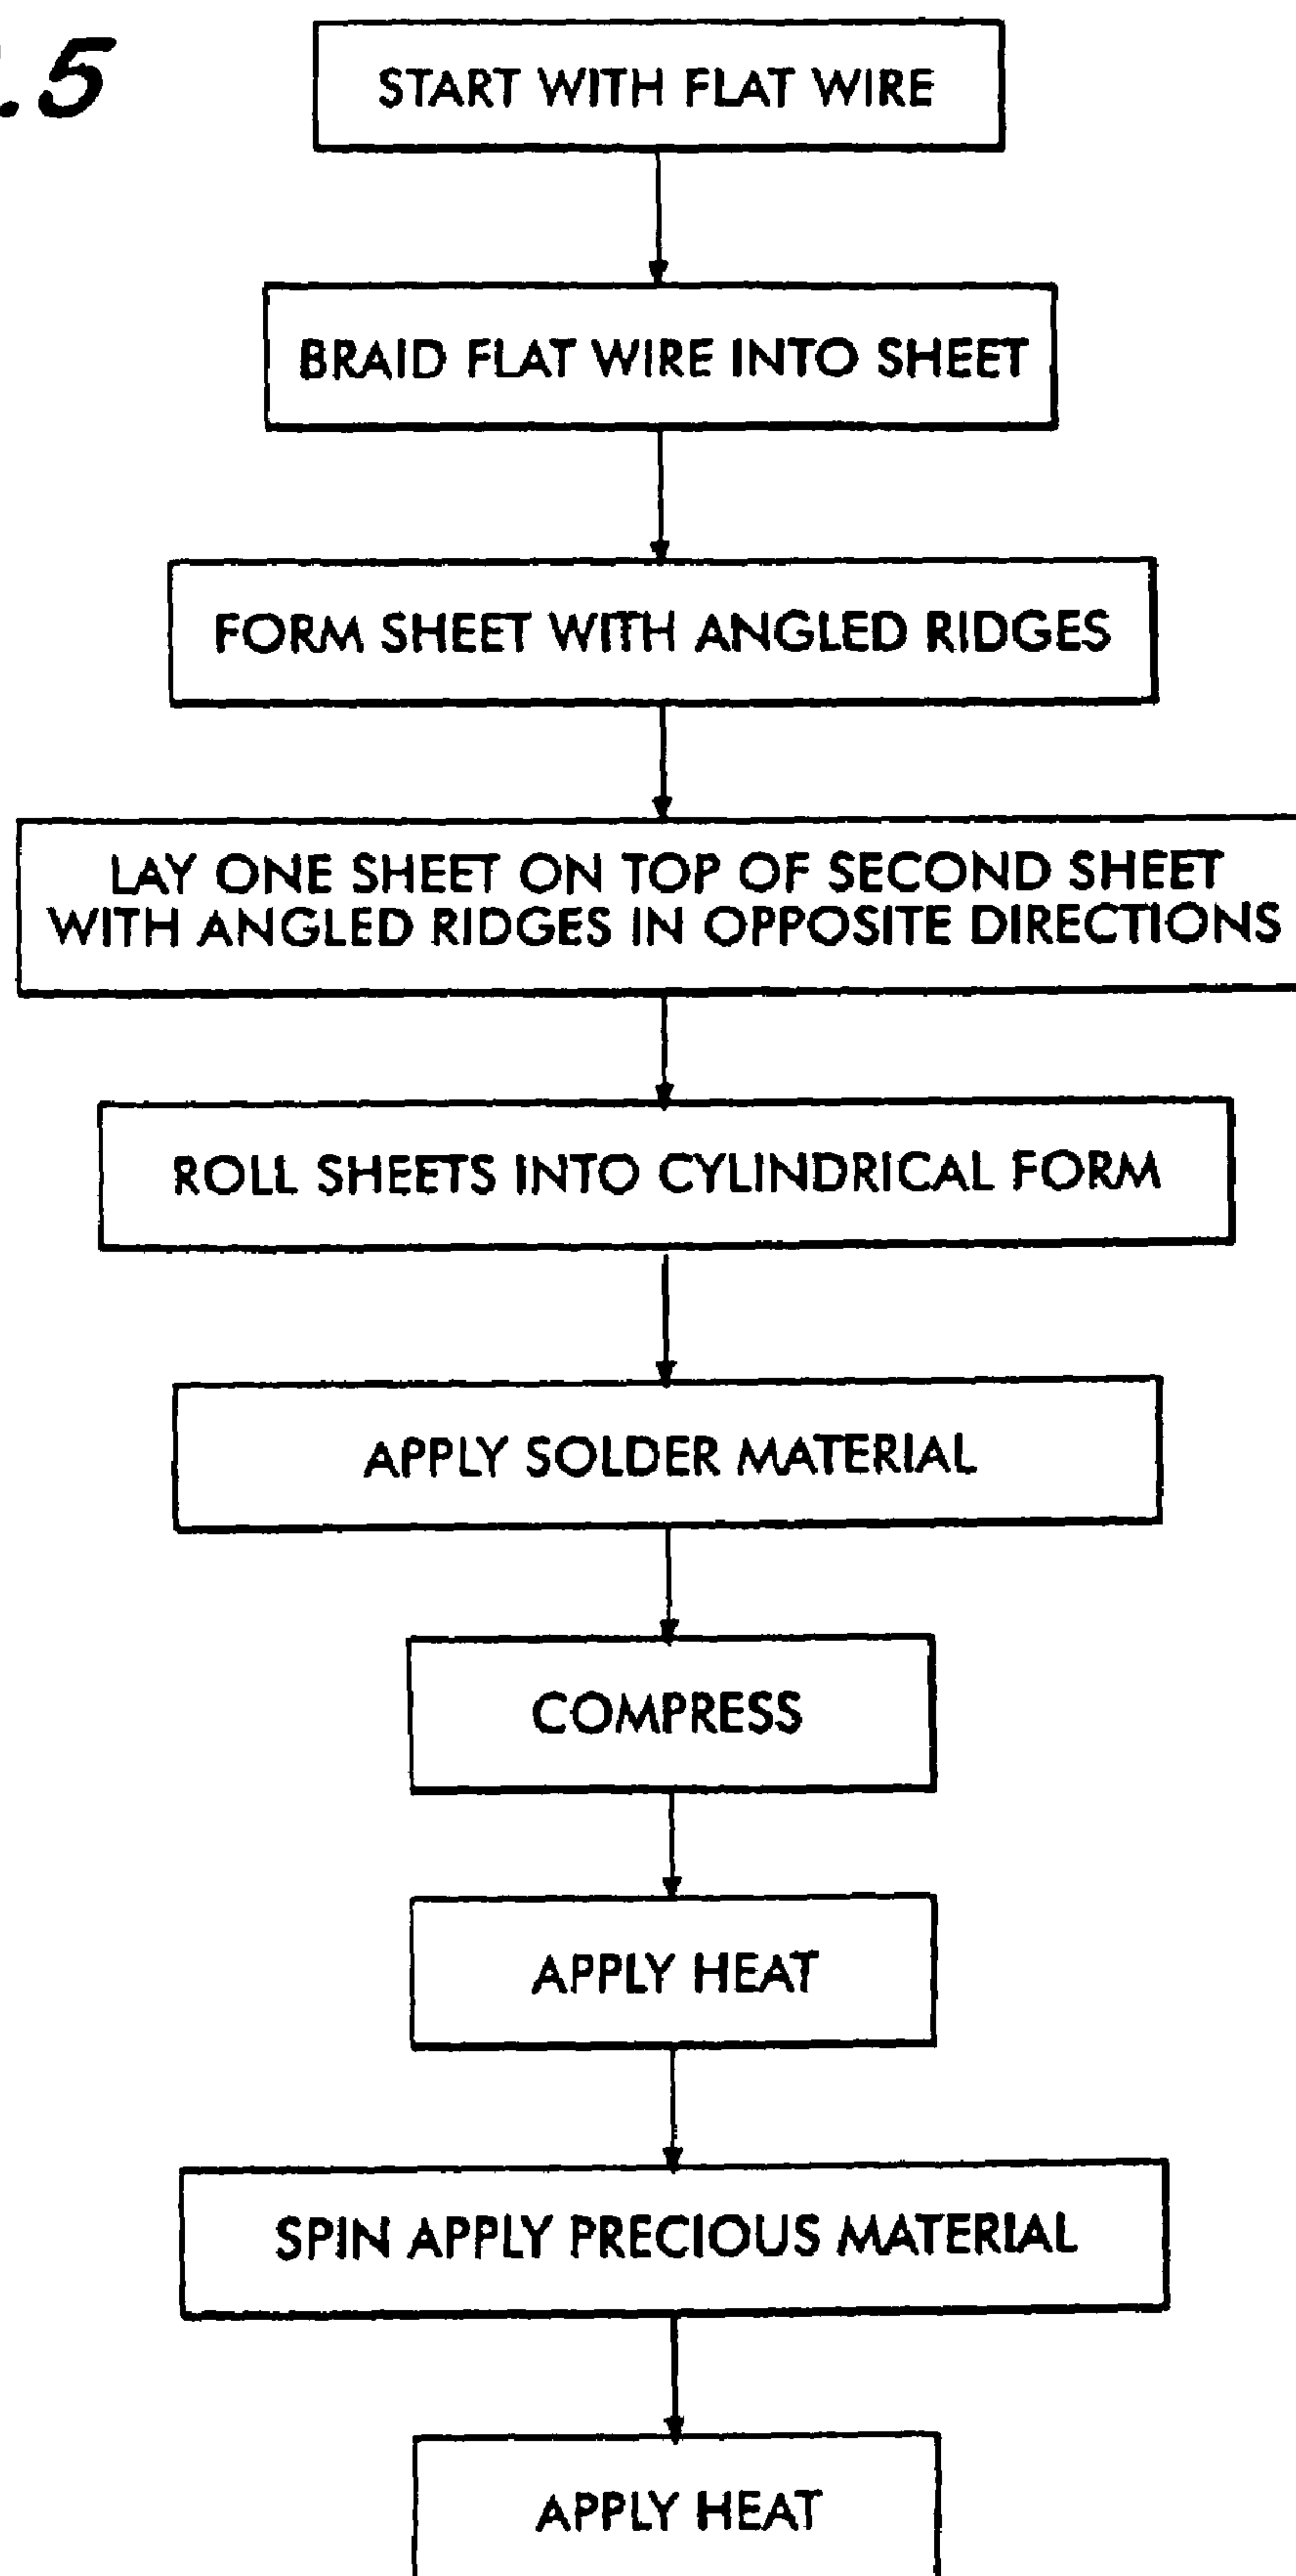 .5
START WITH FLAT WIRE
BRAID FLAT WIRE INTO SHEET
FORM SHEET WITH ANGLED RIDGES
LAY ONE SHEET ON TOP OF SECOND SHEET
WITH ANGLED RIDGES IN OPPOSITE DIRECTIONS
ROLL SHEETS INTO CYLINDRICAL FORM
APPLY SOLDER MATERIAL
COMPRESS
APPLY HEAT
SPIN APPLY PRECIOUS MATERIAL
APPLY HEAT